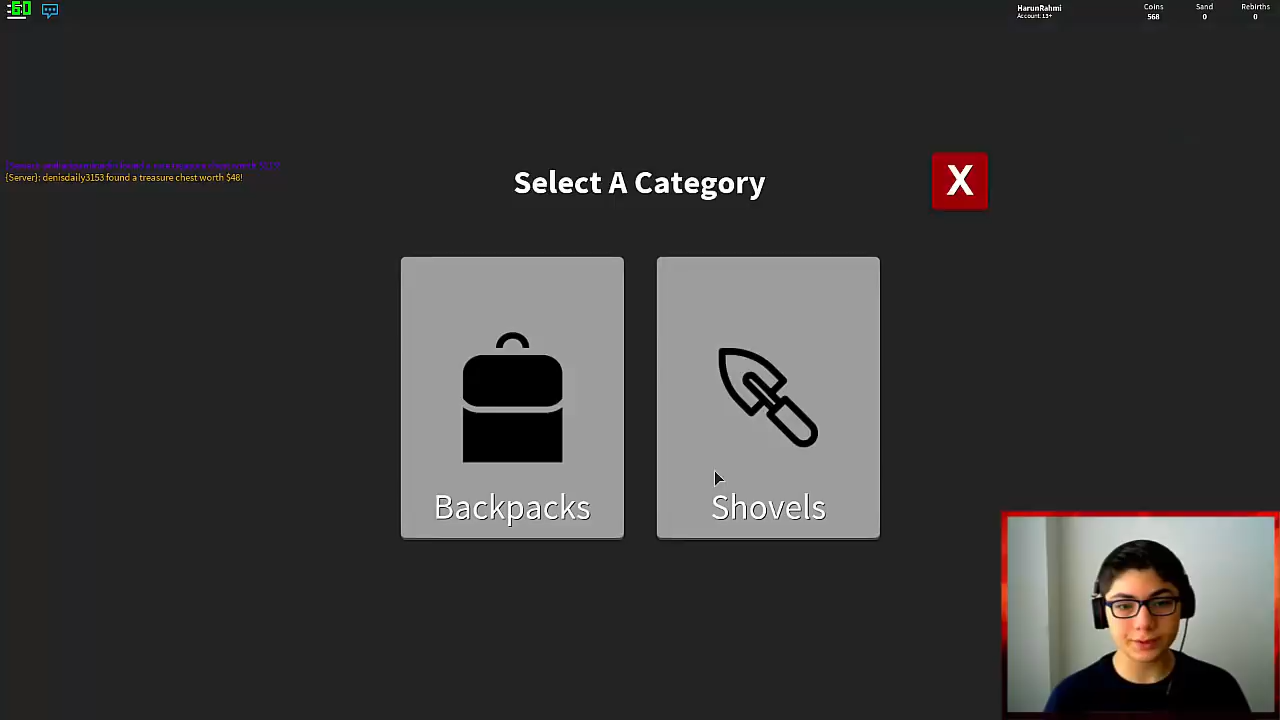 60
HarunRahmi
Account: 13+
Coins
568
Sand
0
Rebirths
0
{Server}: denisdaily3153 found a treasure chest worth $48!
Select A Category
X
Backpacks
Shovels